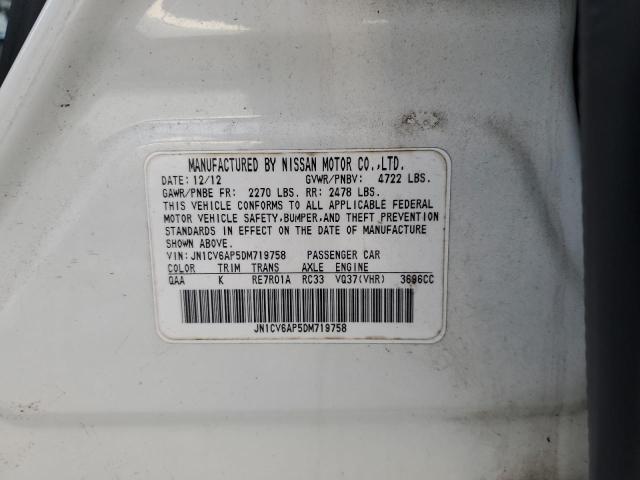 MANUFACTURED BY NISSAN MOTOR CO.,LTD.
DATE: 12/12 GVWR/PNBV: 4722 LBS.
GAWR/PNBE FR: 2270 LBS. RR: 2478 LBS.
THIS VEHICLE CONFORMS TO ALL APPLICABLE FEDERAL
MOTOR VEHICLE SAFETY,BUMPER,AND THEFT PREVENTION
STANDARDS IN EFFECT ON THE DATE OF MANUFACTURE
SHOWN ABOVE.
VIN: JN1CV6AP5DM719758 PASSENGER CAR
COLOR TRIM TRANS AXLE ENGINE
QAA K RE7R01A RC33 VQ37(VHR) 3696CC
JN1CV6AP5DM719758